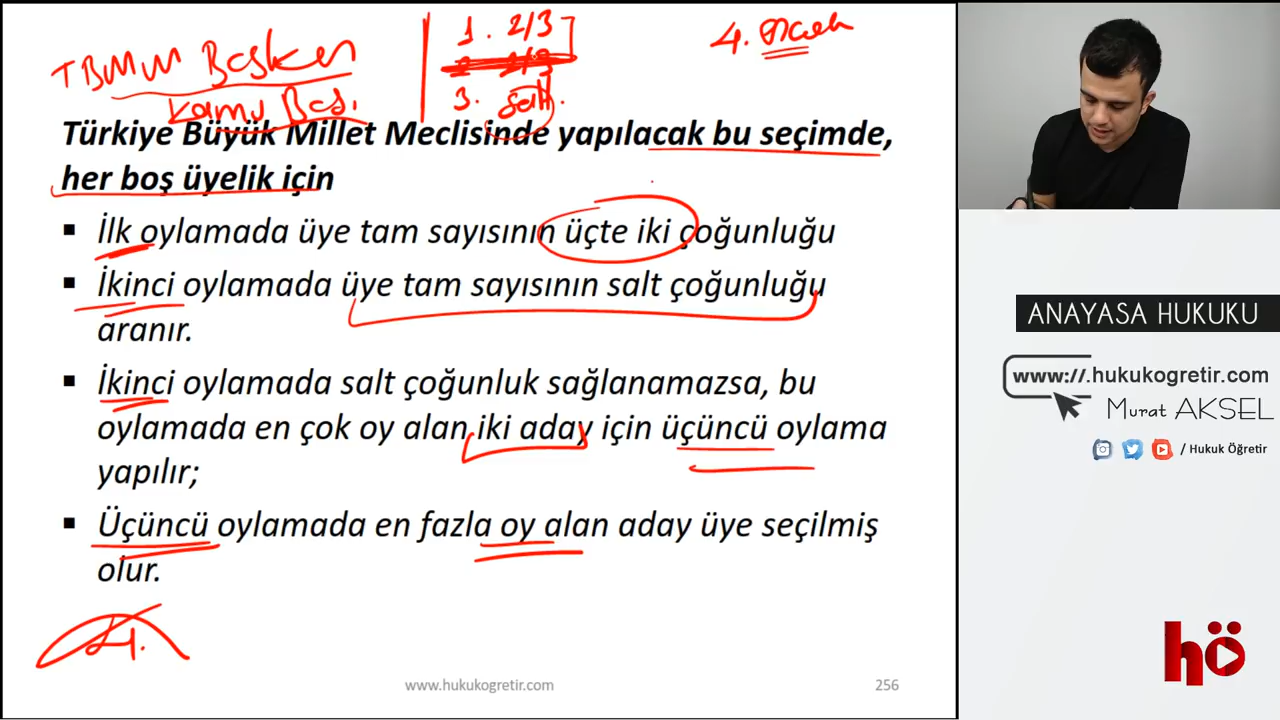 TBMM Başkan
Kamu Baş.
1. 2/3
2 2/3
3. Salt.
Türkiye Büyük Millet Meclisinde yapılacak bu seçimde,
her boş üyelik için
▪ İlk oylamada üye tam sayısının üçte iki çoğunluğu
▪ İkinci oylamada üye tam sayısının salt çoğunluğu
aranır.
▪ İkinci oylamada salt çoğunluk sağlanamazsa, bu
oylamada en çok oy alan iki aday için üçüncü oylama
yapılır;
▪ Üçüncü oylamada en fazla oy alan aday üye seçilmiş
olur.
4.
www.hukukogretir.com
256
ANAYASA HUKUKU
www://.hukukogretir.com
Murat AKSEL
/ Hukuk Öğretir
hö